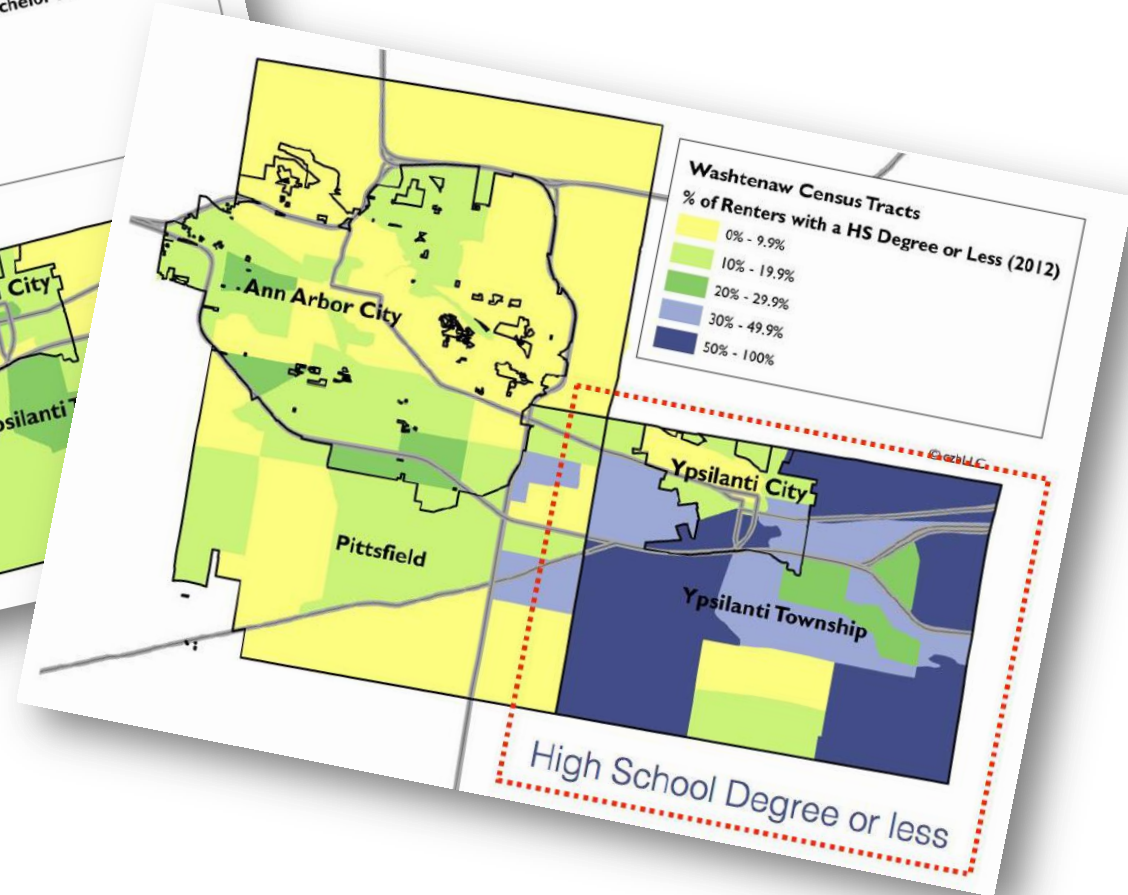 Washtenaw Census Tracts
% of Renters with a HS Degree or Less (2012)
0% - 9.9%
10% - 19.9%
20% - 29.9%
30% - 49.9%
50% - 100%
City
Ann Arbor City
Ypsilanti City
Pittsfield
Ypsilanti Township
High School Degree or less